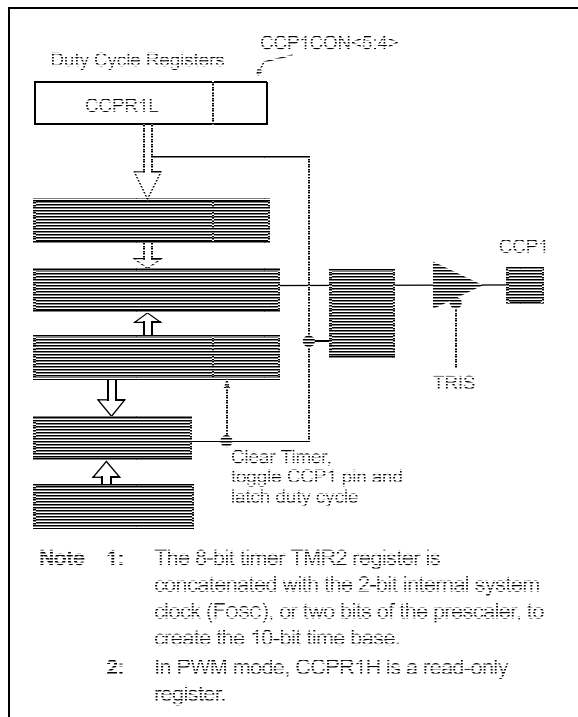 CCP1CON<5:4>
Duty Cycle Registers
CCPR1L
CCP1
TRIS
Clear Timer,
toggle CCP1 pin and
latch duty cycle
Note 1: The 8-bit timer TMR2 register is
concatenated with the 2-bit internal system
clock (FOSC), or two bits of the prescaler, to
create the 10-bit time base.
2: In PWM mode, CCPR1H is a read-only
register.